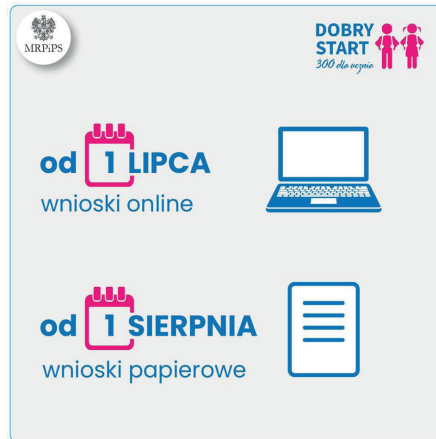 MRPiPS
DOBRY
START
300 dla ucznia
od 1 LIPCA
wnioski online
od 1 SIERPNIA
wnioski papierowe